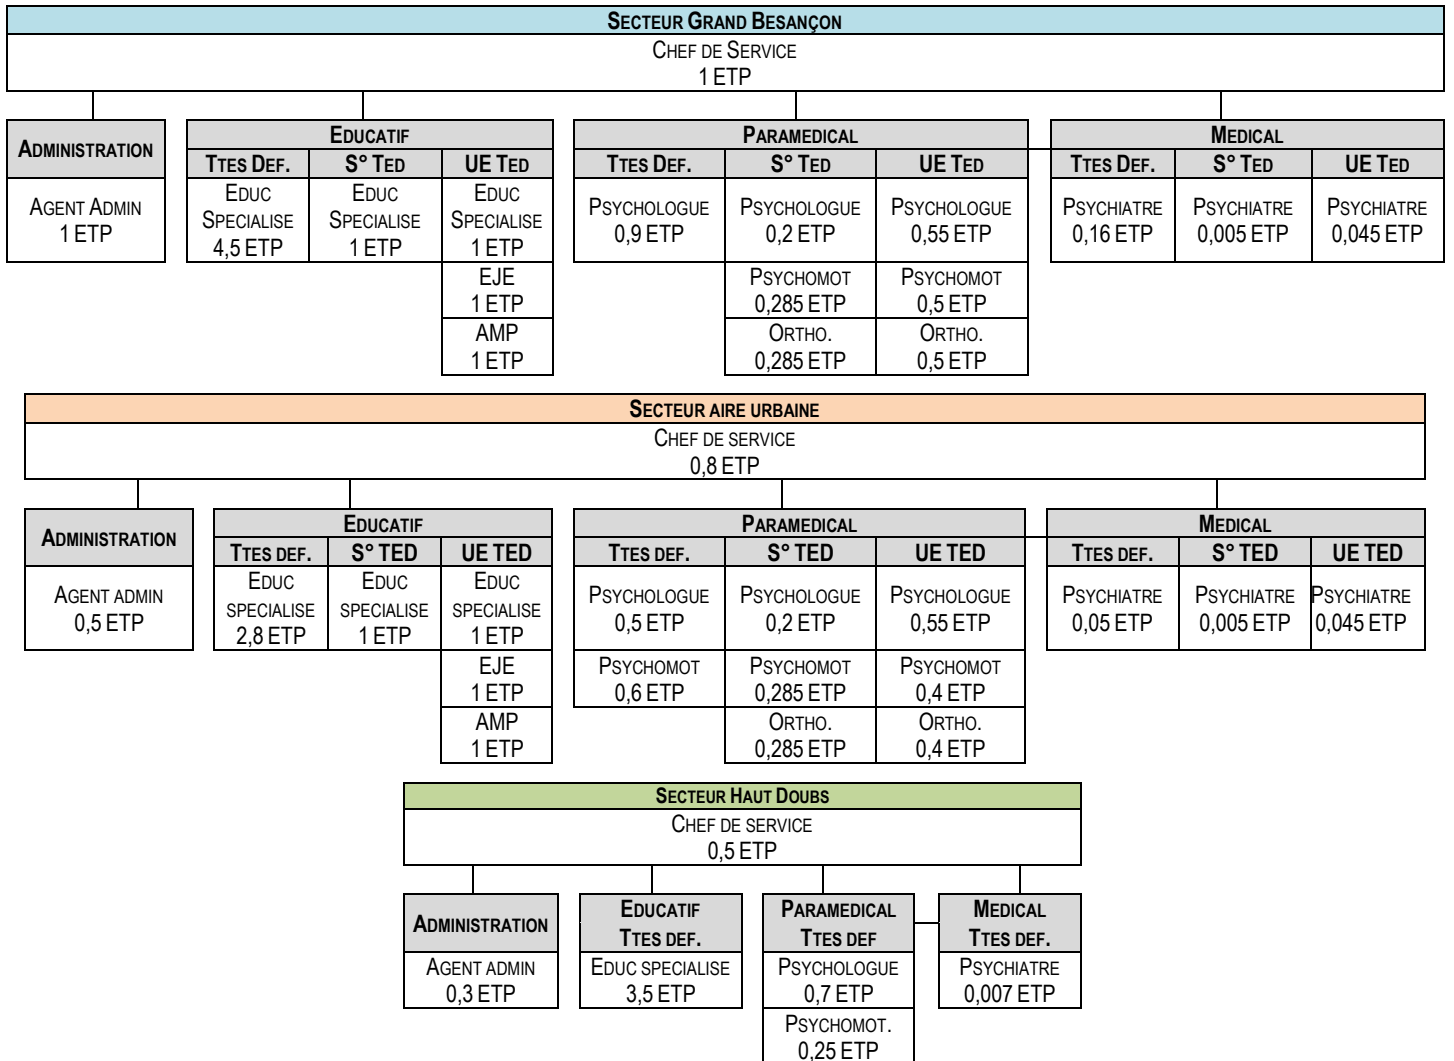 SECTEUR GRAND BESANÇON
CHEF DE SERVICE
1 ETP
ADMINISTRATION
EDUCATIF
PARAMEDICAL
MEDICAL
TTES DEF.
S° TED
UE TED
TTES DEF.
S° TED
UE TED
TTES DEF.
S° TED
UE TED
AGENT ADMIN
1 ETP
EDUC
SPECIALISE
4,5 ETP
EDUC
SPECIALISE
1 ETP
EDUC
SPECIALISE
1 ETP
PSYCHOLOGUE
0,9 ETP
PSYCHOLOGUE
0,2 ETP
PSYCHOLOGUE
0,55 ETP
PSYCHIATRE
0,16 ETP
PSYCHIATRE
0,005 ETP
PSYCHIATRE
0,045 ETP
EJE
1 ETP
PSYCHOMOT
0,285 ETP
PSYCHOMOT
0,5 ETP
AMP
1 ETP
ORTHO.
0,285 ETP
ORTHO.
0,5 ETP
SECTEUR AIRE URBAINE
CHEF DE SERVICE
0,8 ETP
ADMINISTRATION
EDUCATIF
PARAMEDICAL
MEDICAL
TTES DEF.
S° TED
UE TED
TTES DEF.
S° TED
UE TED
TTES DEF.
S° TED
UE TED
AGENT ADMIN
0,5 ETP
EDUC
SPECIALISE
2,8 ETP
EDUC
SPECIALISE
1 ETP
EDUC
SPECIALISE
1 ETP
PSYCHOLOGUE
0,5 ETP
PSYCHOLOGUE
0,2 ETP
PSYCHOLOGUE
0,55 ETP
PSYCHIATRE
0,05 ETP
PSYCHIATRE
0,005 ETP
PSYCHIATRE
0,045 ETP
EJE
1 ETP
PSYCHOMOT
0,6 ETP
PSYCHOMOT
0,285 ETP
PSYCHOMOT
0,4 ETP
AMP
1 ETP
ORTHO.
0,285 ETP
ORTHO.
0,4 ETP
SECTEUR HAUT DOUBS
CHEF DE SERVICE
0,5 ETP
ADMINISTRATION
EDUCATIF
TTES DEF.
PARAMEDICAL
TTES DEF
MEDICAL
TTES DEF.
AGENT ADMIN
0,3 ETP
EDUC SPECIALISE
3,5 ETP
PSYCHOLOGUE
0,7 ETP
PSYCHIATRE
0,007 ETP
PSYCHOMOT.
0,25 ETP